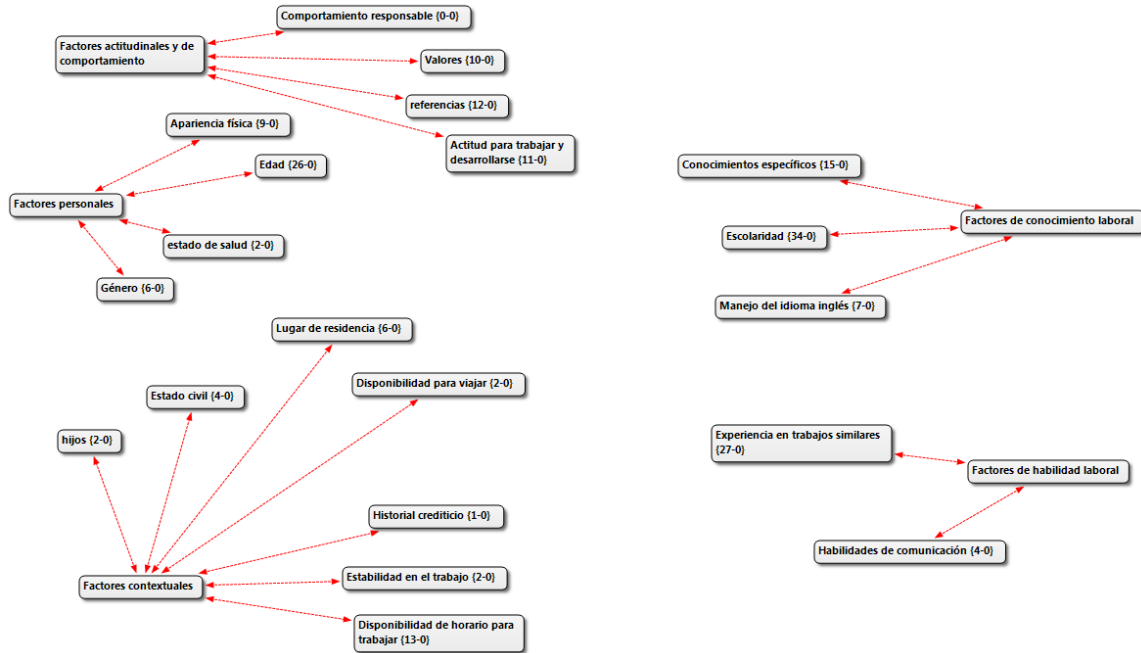 Comportamiento responsable {0-0}
Factores actitudinales y de
comportamiento
Valores {10-0}
referencias {12-0}
Actitud para trabajar y
desarrollarse {11-0}
Apariencia física {9-0}
Edad {26-0}
Factores personales
estado de salud {2-0}
Género {6-0}
Conocimientos específicos {15-0}
Factores de conocimiento laboral
Escolaridad {34-0}
Manejo del idioma inglés {7-0}
Lugar de residencia {6-0}
Disponibilidad para viajar {2-0}
Estado civil {4-0}
hijos {2-0}
Historial crediticio {1-0}
Factores contextuales
Estabilidad en el trabajo {2-0}
Disponibilidad de horario para
trabajar {13-0}
Experiencia en trabajos similares
{27-0}
Factores de habilidad laboral
Habilidades de comunicación {4-0}